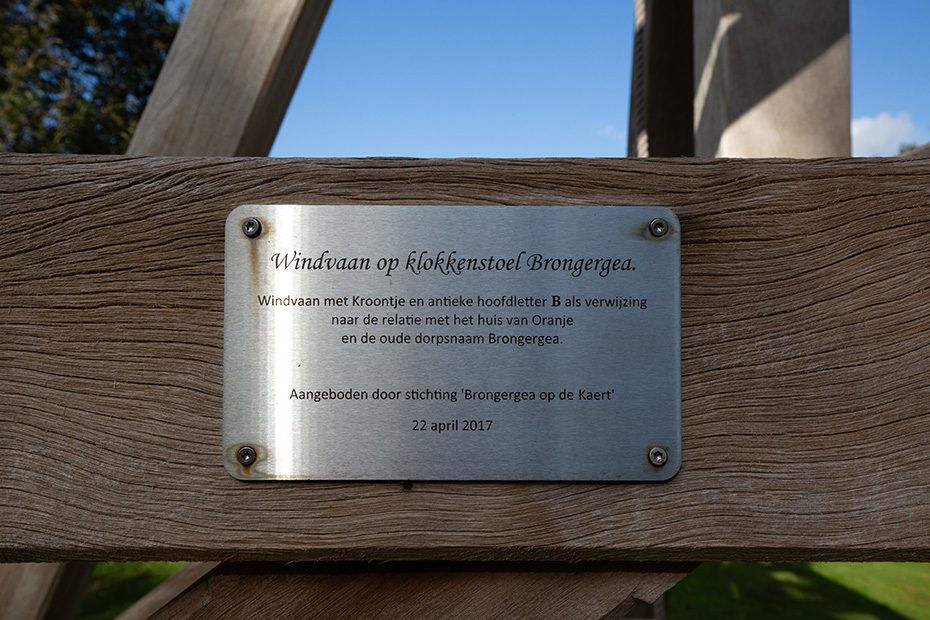 Windvaan op klokkenstoel Brongergea.
Windvaan met Kroontje en antieke hoofdletter B als verwijzing
naar de relatie met het huis van Oranje
en de oude dorpsnaam Brongergea.
Aangeboden door stichting 'Brongergea op de Kaert'
22 april 2017